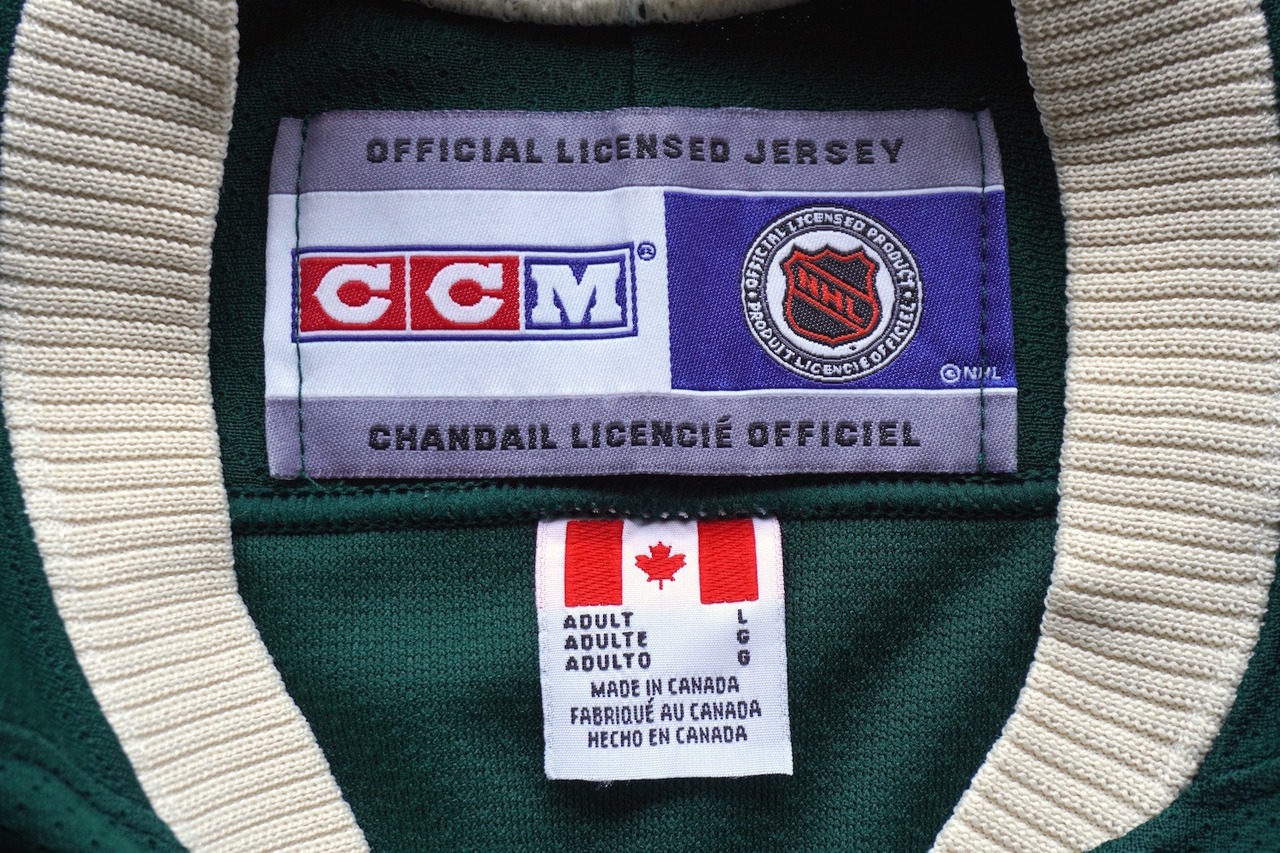 OFFICIAL LICENSED JERSEY
CCM®
OFFICIAL LICENSED PRODUCT
NHL
PRODUIT LICENCIÉ OFFICIEL
©NHL
CHANDAIL LICENCIÉ OFFICIEL
ADULT L
ADULTE G
ADULTO G
MADE IN CANADA
FABRIQUÉ AU CANADA
HECHO EN CANADA